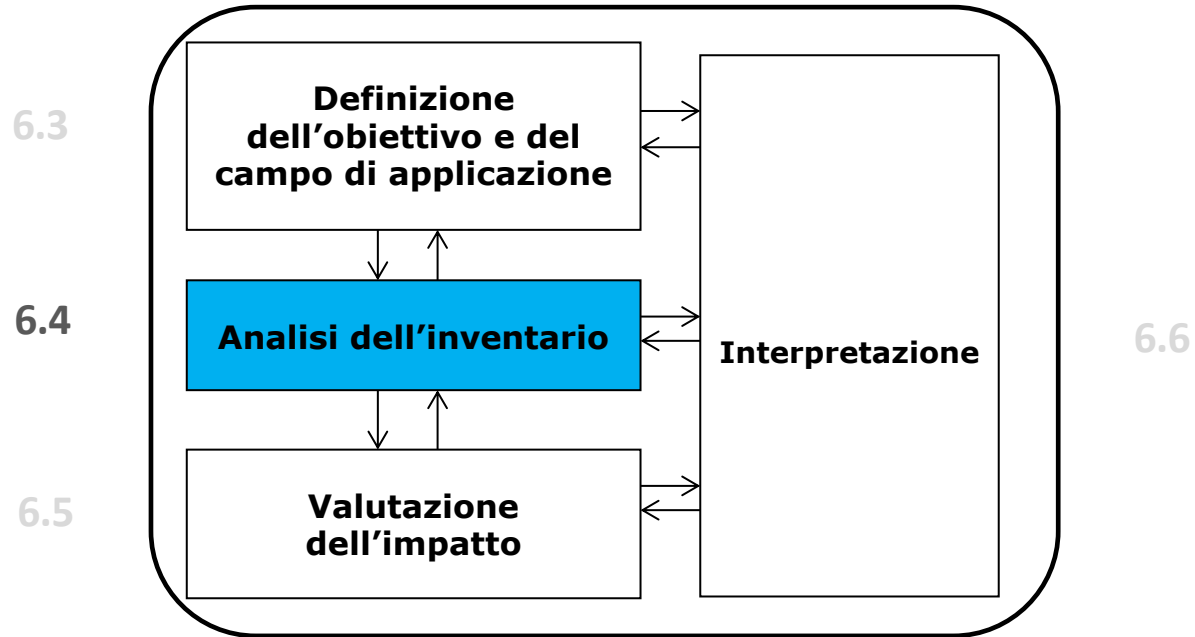 6.3
Definizione
dell’obiettivo e del
campo di applicazione
6.4
Analisi dell’inventario
Interpretazione
6.6
6.5
Valutazione
dell’impatto